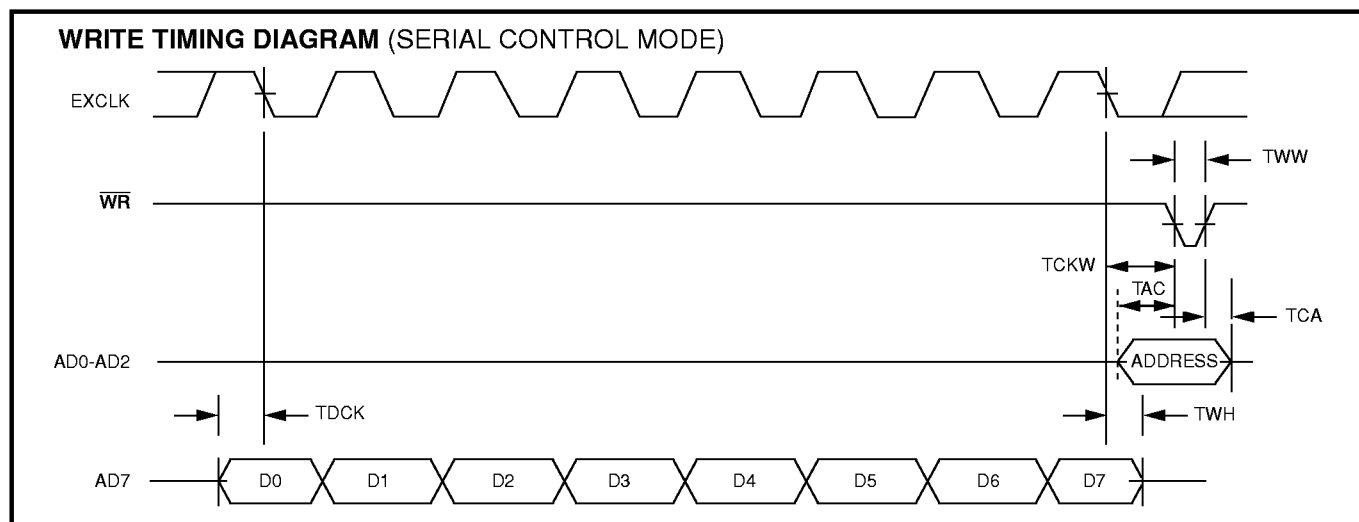 WRITE TIMING DIAGRAM (SERIAL CONTROL MODE)
EXCLK
TWW
WR
TCKW
TAC
TCA
AD0-AD2
ADDRESS
TDCK
TWH
AD7
D0
D1
D2
D3
D4
D5
D6
D7